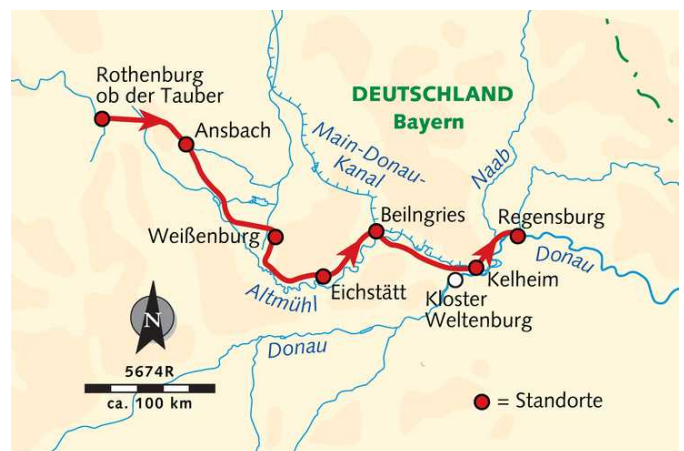 Rothenburg
ob der Tauber
Ansbach
DEUTSCHLAND
Bayern
Main-Donau-
Kanal
Naab
Beilngries
Regensburg
Weißenburg
Donau
Kelheim
Eichstätt
Altmühl
Kloster
Weltenburg
N
Donau
5674R
ca. 100 km
= Standorte